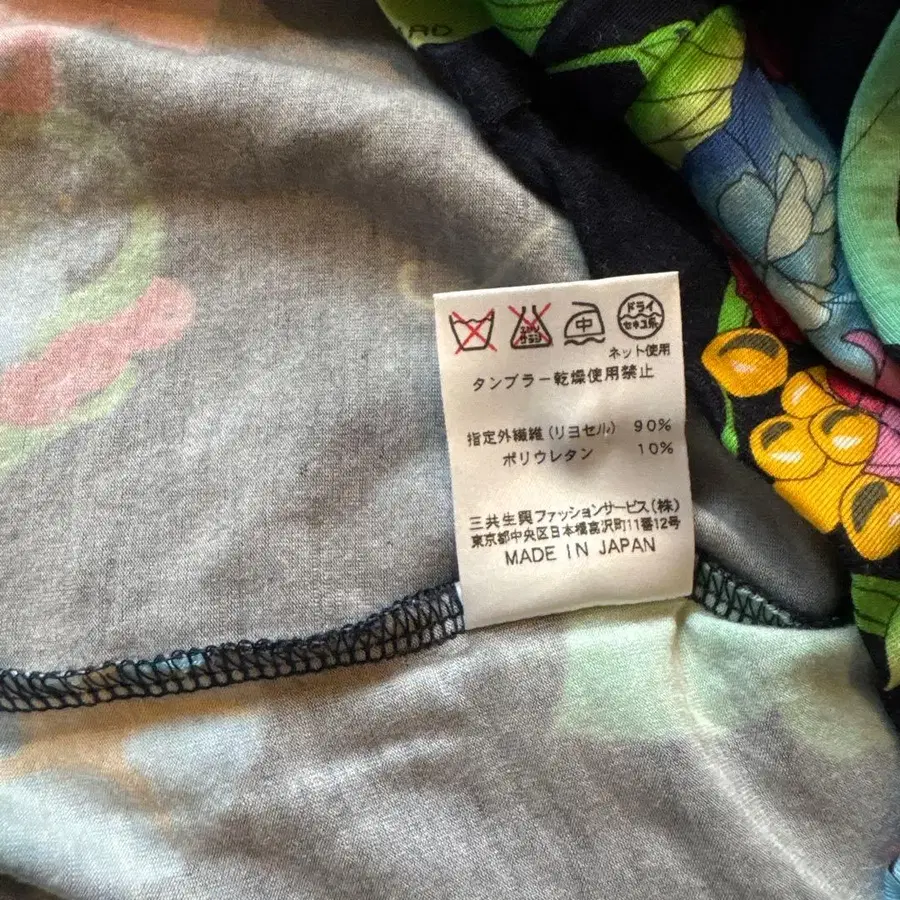 ARD
エンソ
サラシ
中
ドライ
セキユ系
ネット使用
タンブラー乾燥使用禁止
指定外繊維(リヨセル) 90%
ポリウレタン 10%
三共生興ファッションサービス(株)
東京都中央区日本橋富沢町11番12号
MADE IN JAPAN